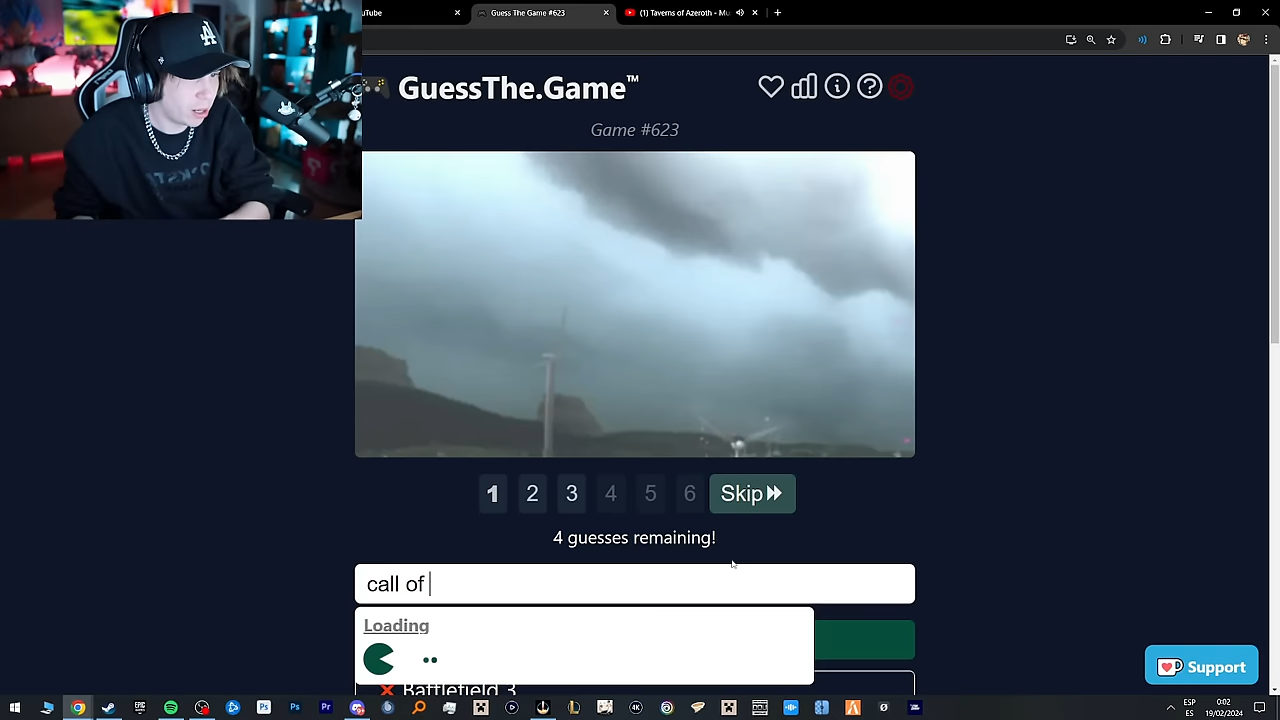 uTube
Guess The Game #623
(1) Taverns of Azeroth - Mu
GuessThe.Game™
Game #623
1 2 3 4 5 6 Skip
4 guesses remaining!
call of
Loading
Battlefield 3
Support
ESP
ES
0:02
19/02/2024